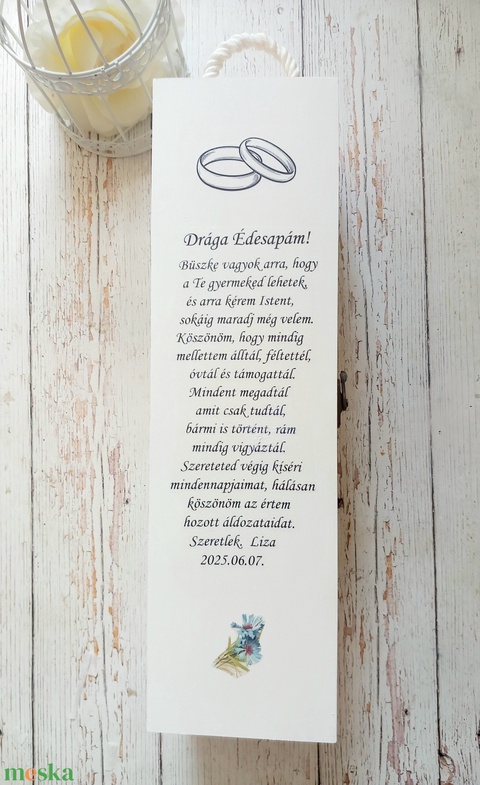 Drága Édesapám!
Büszke vagyok arra, hogy
a Te gyermeked lehetek,
és arra kérem Istent,
sokáig maradj még velem.
Köszönöm, hogy mindig
mellettem álltál, féltettél,
óvtál és támogattál.
Mindent megadtál
amit csak tudtál,
bármi is történt, rám
mindig vigyáztál.
Szereteted végig kíséri
mindennapjaimat, hálásan
köszönöm az értem
hozott áldozataidat.
Szeretlek. Liza
2025.06.07.
meska